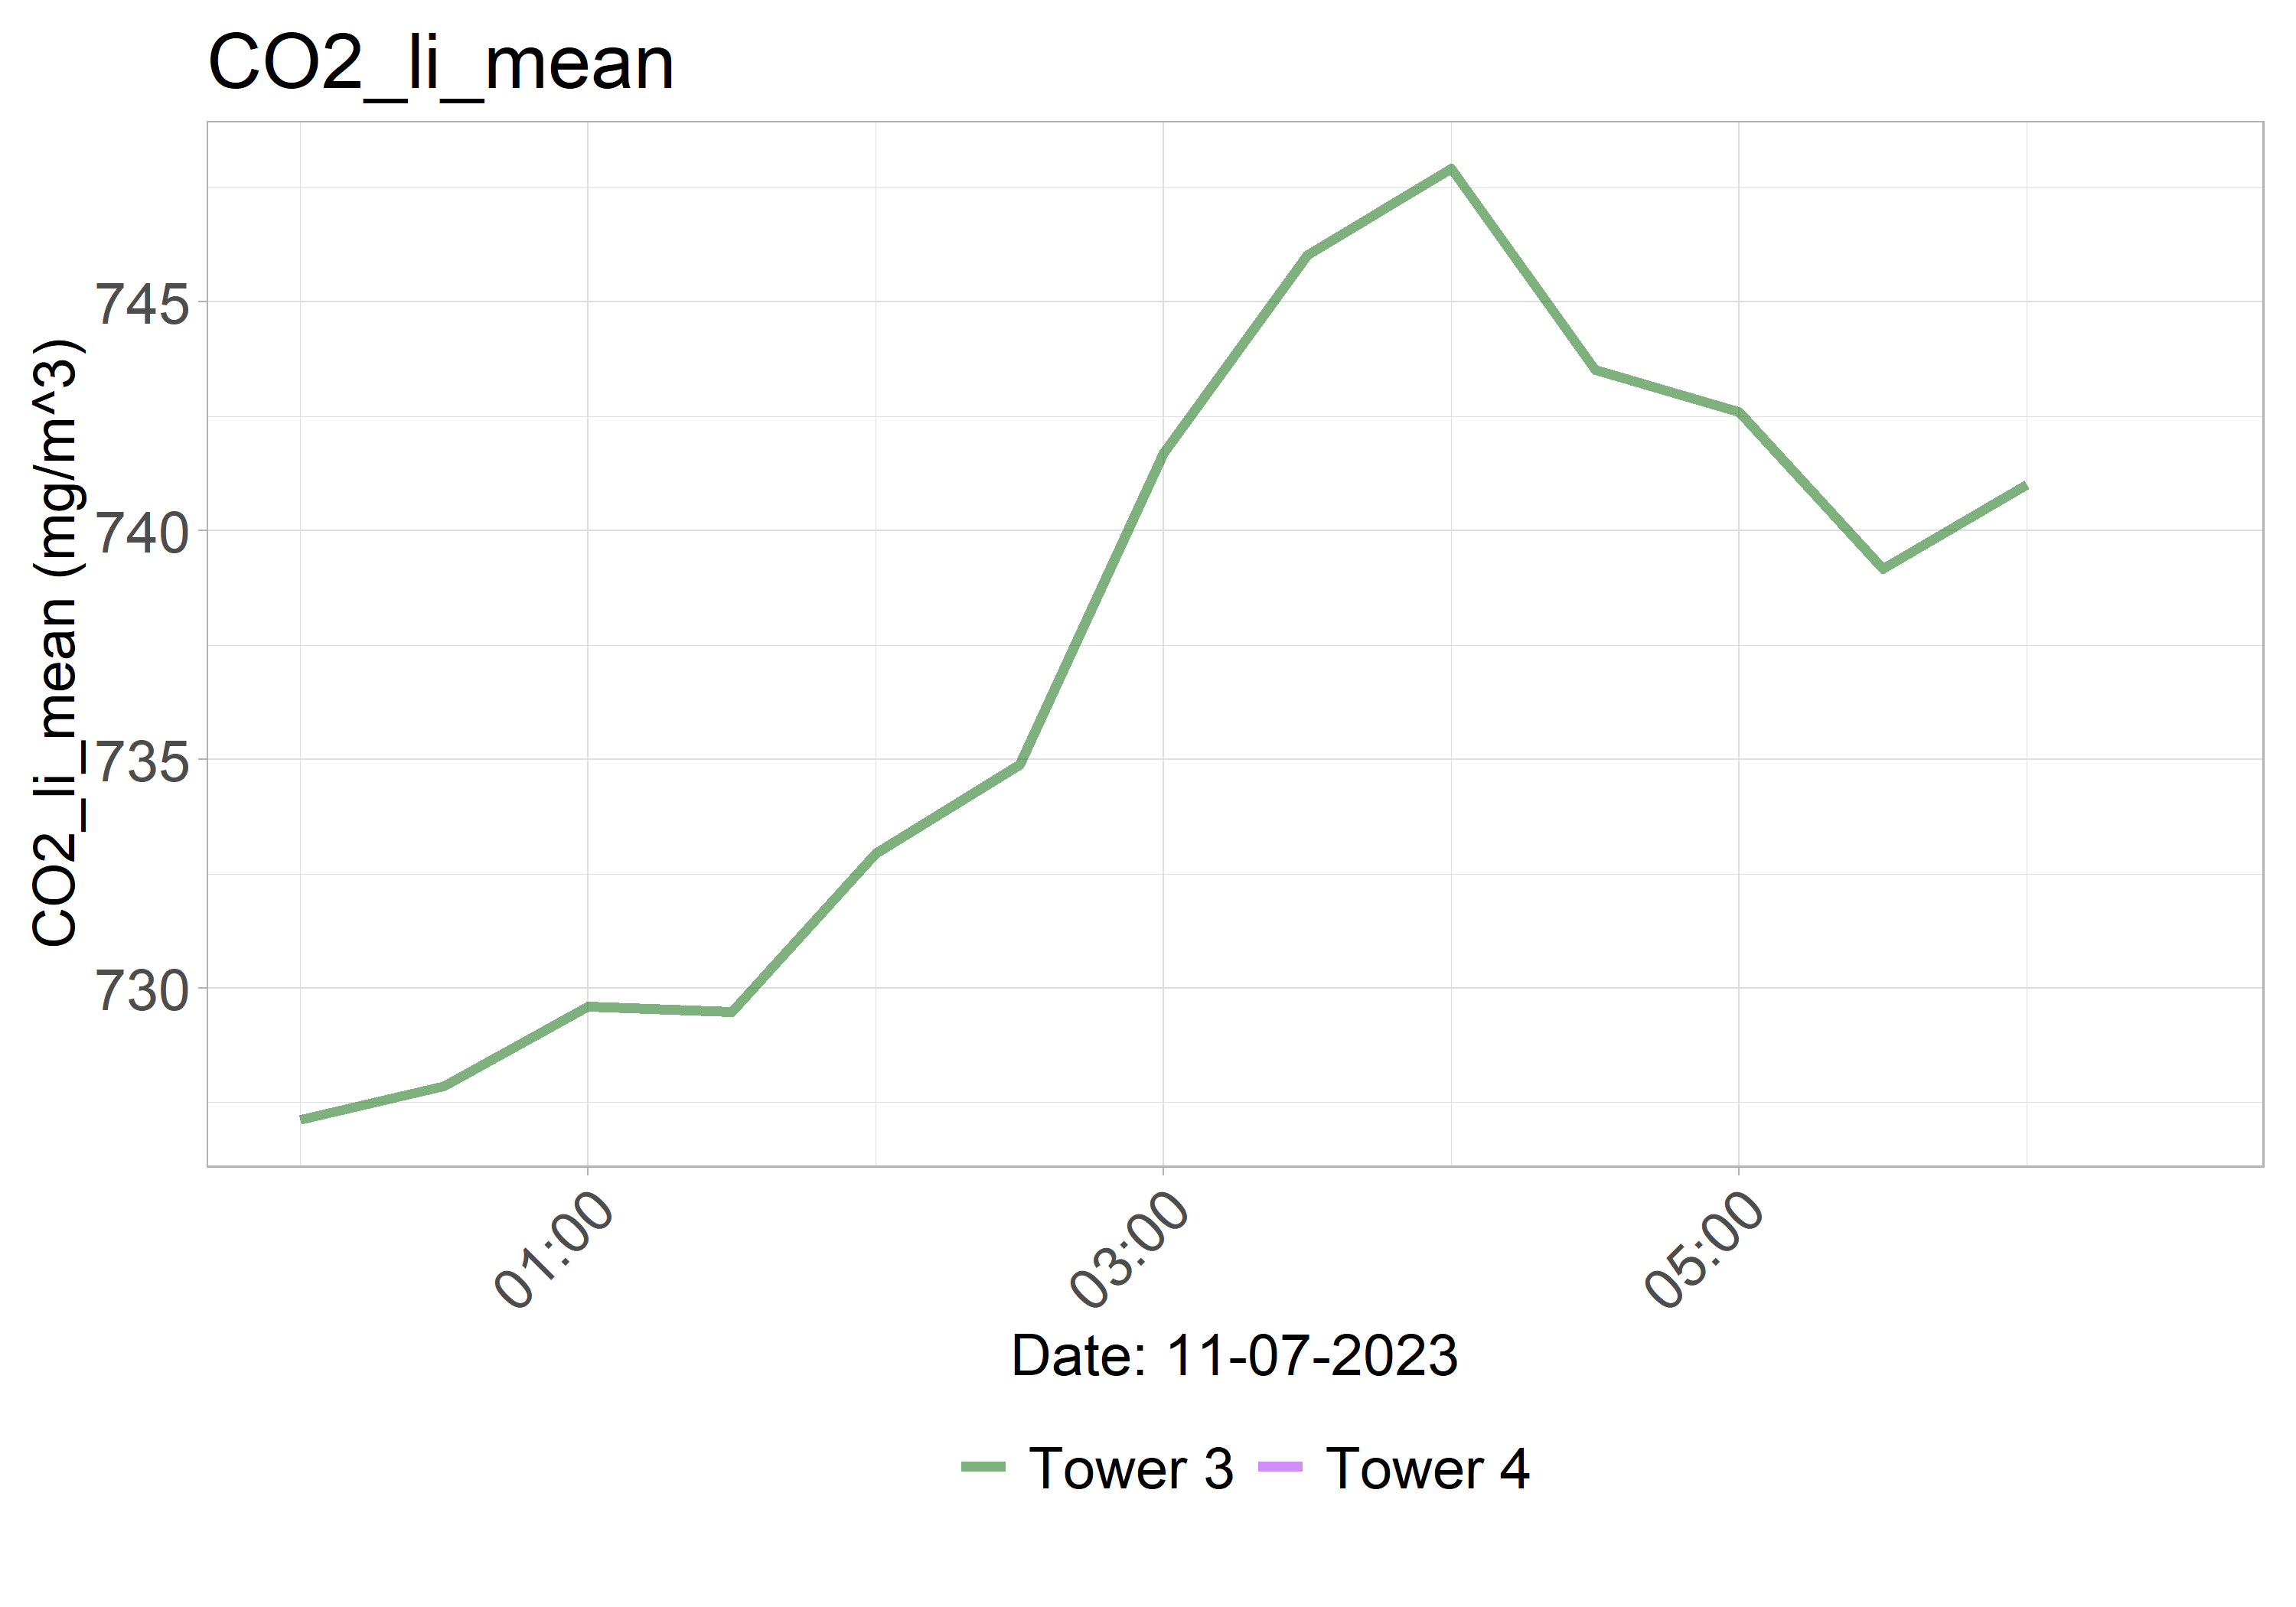 CO2_li_mean
CO2_li_mean (mg/m^3)
745
740
735
730
01:00
03:00
05:00
Date: 11-07-2023
Tower 3
Tower 4